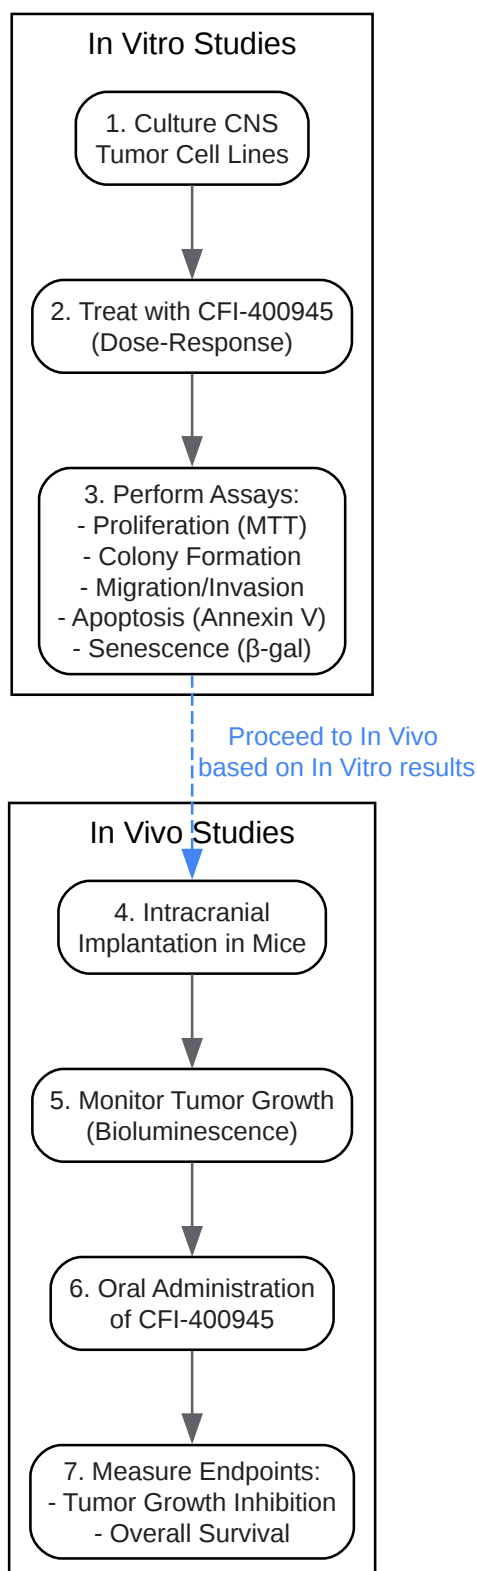 In Vitro Studies
1. Culture CNS
Tumor Cell Lines
2. Treat with CFI-400945
(Dose-Response)
3. Perform Assays:
- Proliferation (MTT)
- Colony Formation
- Migration/Invasion
- Apoptosis (Annexin V)
- Senescence (β-gal)
Proceed to In Vivo
based on In Vitro results
In Vivo Studies
4. Intracranial
Implantation in Mice
5. Monitor Tumor Growth
(Bioluminescence)
6. Oral Administration
of CFI-400945
7. Measure Endpoints:
- Tumor Growth Inhibition
- Overall Survival